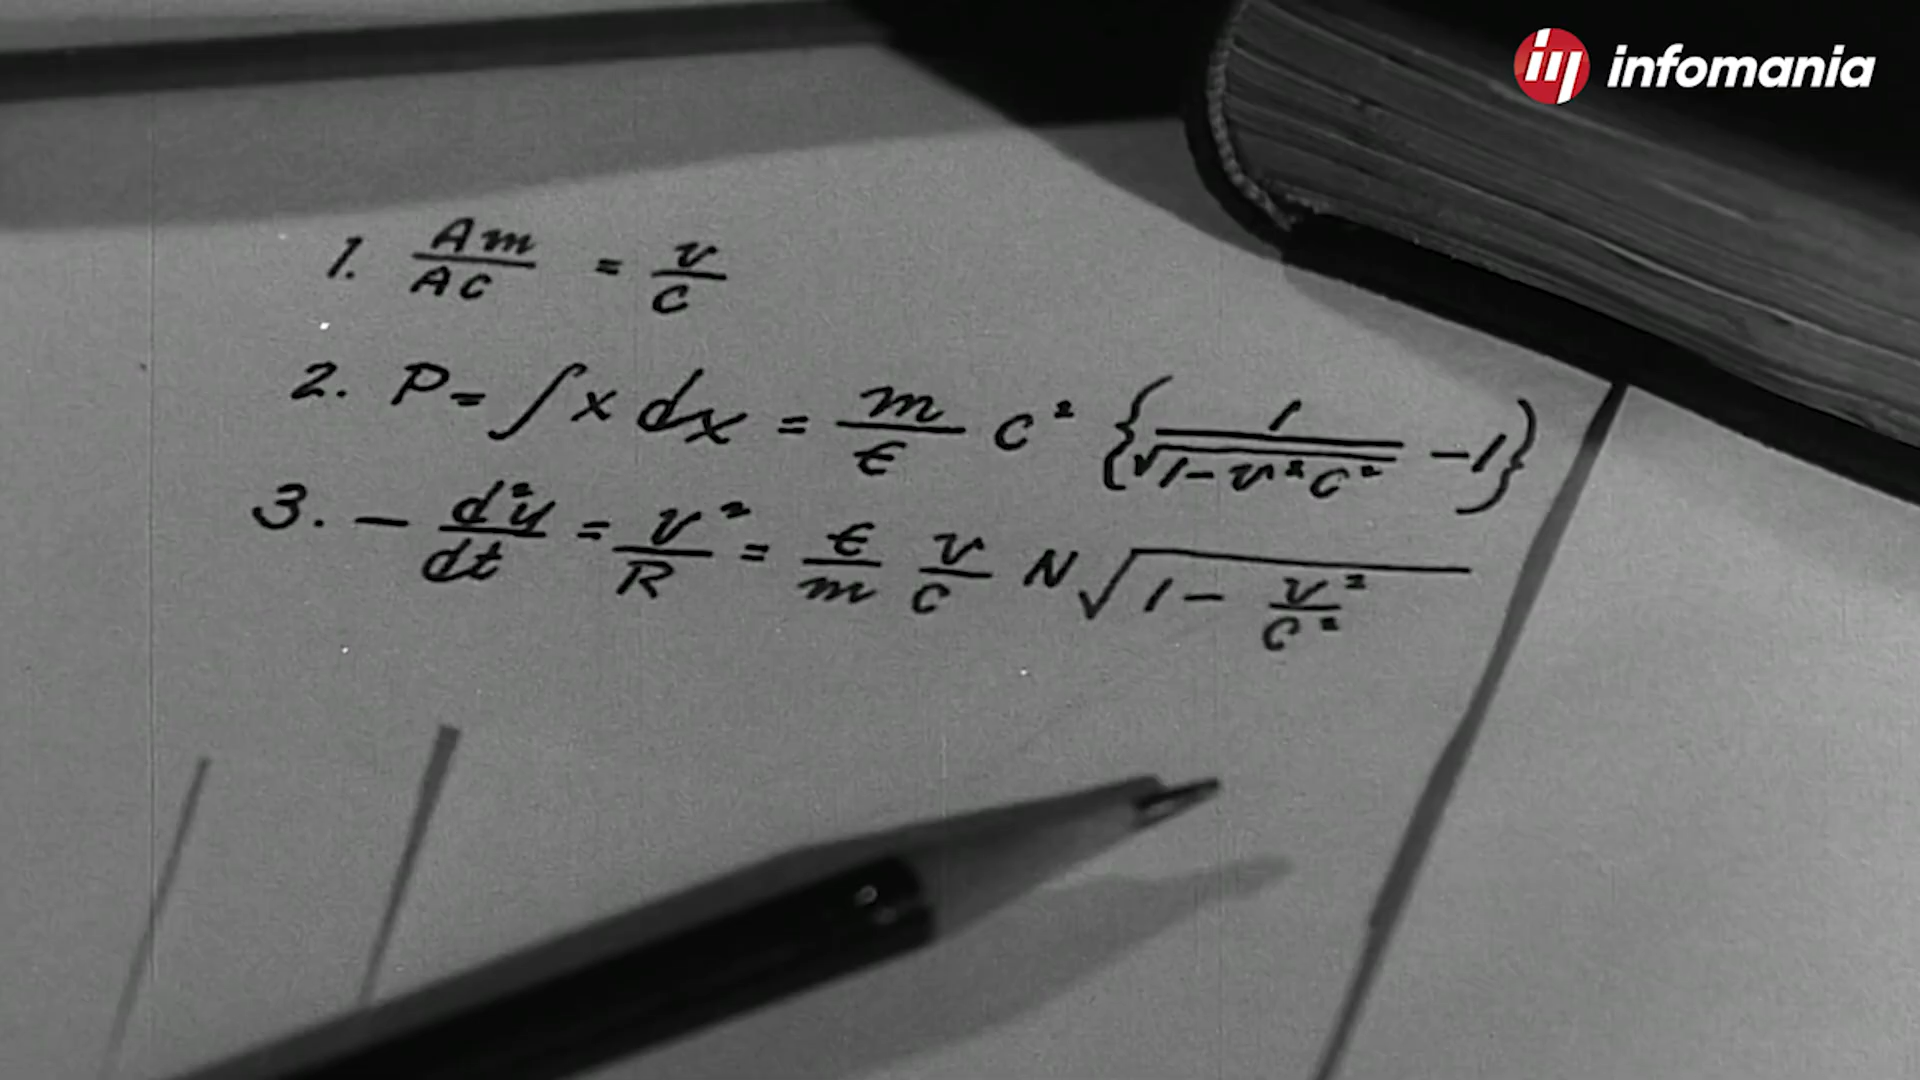 infomania
1. Am/Ac = v/c
2. P = ∫ x dx = m/ε c² {1/√1-v²c² -1}
3. - d²y/dt = v²/R = ε/m v/c N √1 - v²/c²